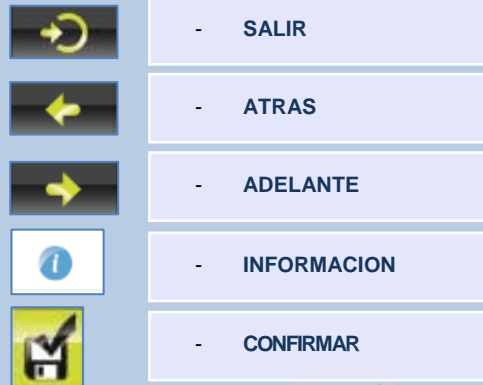 - SALIR
- ATRAS
- ADELANTE
i
- INFORMACION
- CONFIRMAR